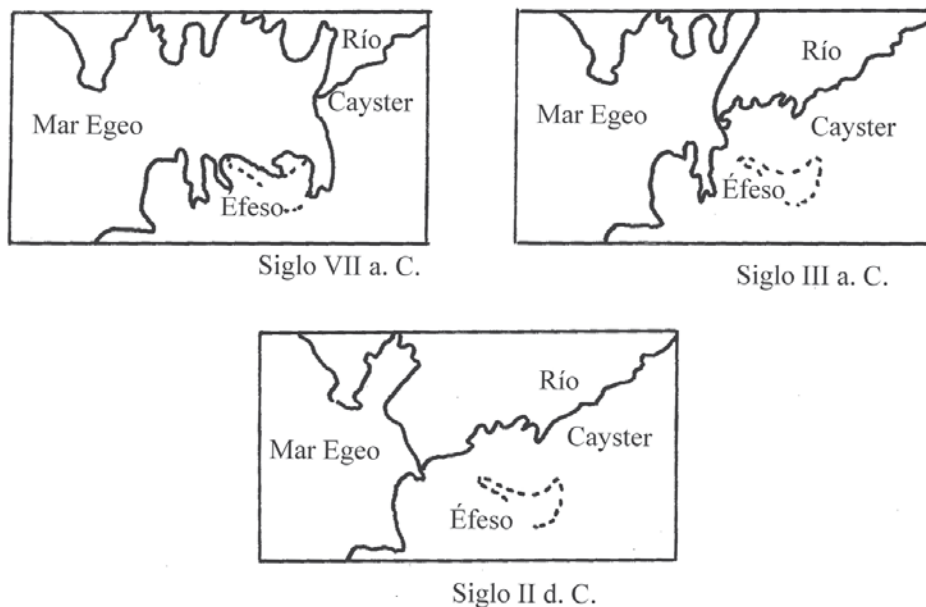 Río
Cayster
Mar Egeo
Éfeso
Siglo VII a. C.
Río
Mar Egeo
Cayster
Éfeso
Siglo III a. C.
Río
Mar Egeo
Cayster
Éfeso
Siglo II d. C.